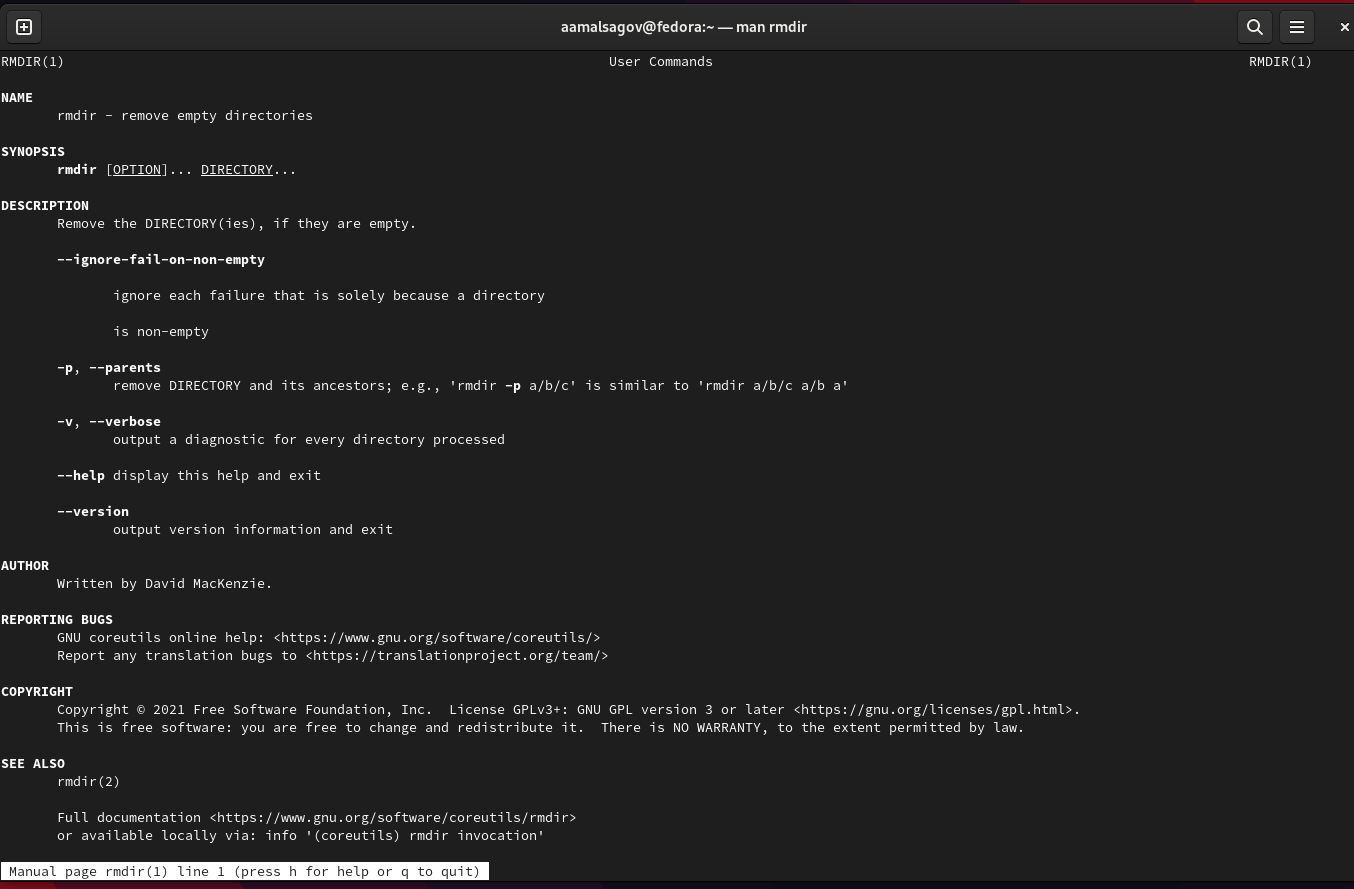 aamalsagov@fedora:~ — man rmdir
RMDIR(1) User Commands RMDIR(1)
NAME
rmdir - remove empty directories
SYNOPSIS
rmdir [OPTION]... DIRECTORY...
DESCRIPTION
Remove the DIRECTORY(ies), if they are empty.
--ignore-fail-on-non-empty
ignore each failure that is solely because a directory
is non-empty
-p, --parents
remove DIRECTORY and its ancestors; e.g., 'rmdir -p a/b/c' is similar to 'rmdir a/b/c a/b a'
-v, --verbose
output a diagnostic for every directory processed
--help display this help and exit
--version
output version information and exit
AUTHOR
Written by David MacKenzie.
REPORTING BUGS
GNU coreutils online help: <https://www.gnu.org/software/coreutils/>
Report any translation bugs to <https://translationproject.org/team/>
COPYRIGHT
Copyright © 2021 Free Software Foundation, Inc.  License GPLv3+: GNU GPL version 3 or later <https://gnu.org/licenses/gpl.html>.
This is free software: you are free to change and redistribute it.  There is NO WARRANTY, to the extent permitted by law.
SEE ALSO
rmdir(2)
Full documentation <https://www.gnu.org/software/coreutils/rmdir>
or available locally via: info '(coreutils) rmdir invocation'
Manual page rmdir(1) line 1 (press h for help or q to quit)